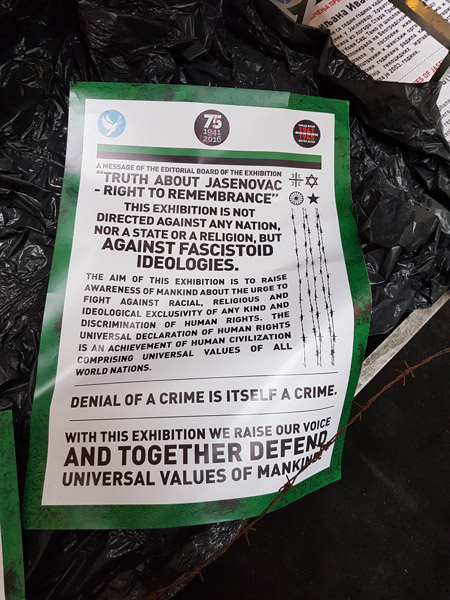 75
1941
2016
A MESSAGE OF THE EDITORIAL BOARD OF THE EXHIBITION
"TRUTH ABOUT JASENOVAC
- RIGHT TO REMEMBRANCE"
THIS EXHIBITION IS NOT
DIRECTED AGAINST ANY NATION,
NOR A STATE OR A RELIGION, BUT
AGAINST FASCISTOID
IDEOLOGIES.
THE AIM OF THIS EXHIBITION IS TO RAISE
AWARENESS OF MANKIND ABOUT THE URGE TO
FIGHT AGAINST RACIAL, RELIGIOUS AND
IDEOLOGICAL EXCLUSIVITY OF ANY KIND AND
DISCRIMINATION OF HUMAN RIGHTS. THE
UNIVERSAL DECLARATION OF HUMAN RIGHTS
IS AN ACHIEVEMENT OF HUMAN CIVILIZATION
COMPRISING UNIVERSAL VALUES OF ALL
WORLD NATIONS.
DENIAL OF A CRIME IS ITSELF A CRIME.
WITH THIS EXHIBITION WE RAISE OUR VOICE
AND TOGETHER DEFEND
UNIVERSAL VALUES OF MANKIND